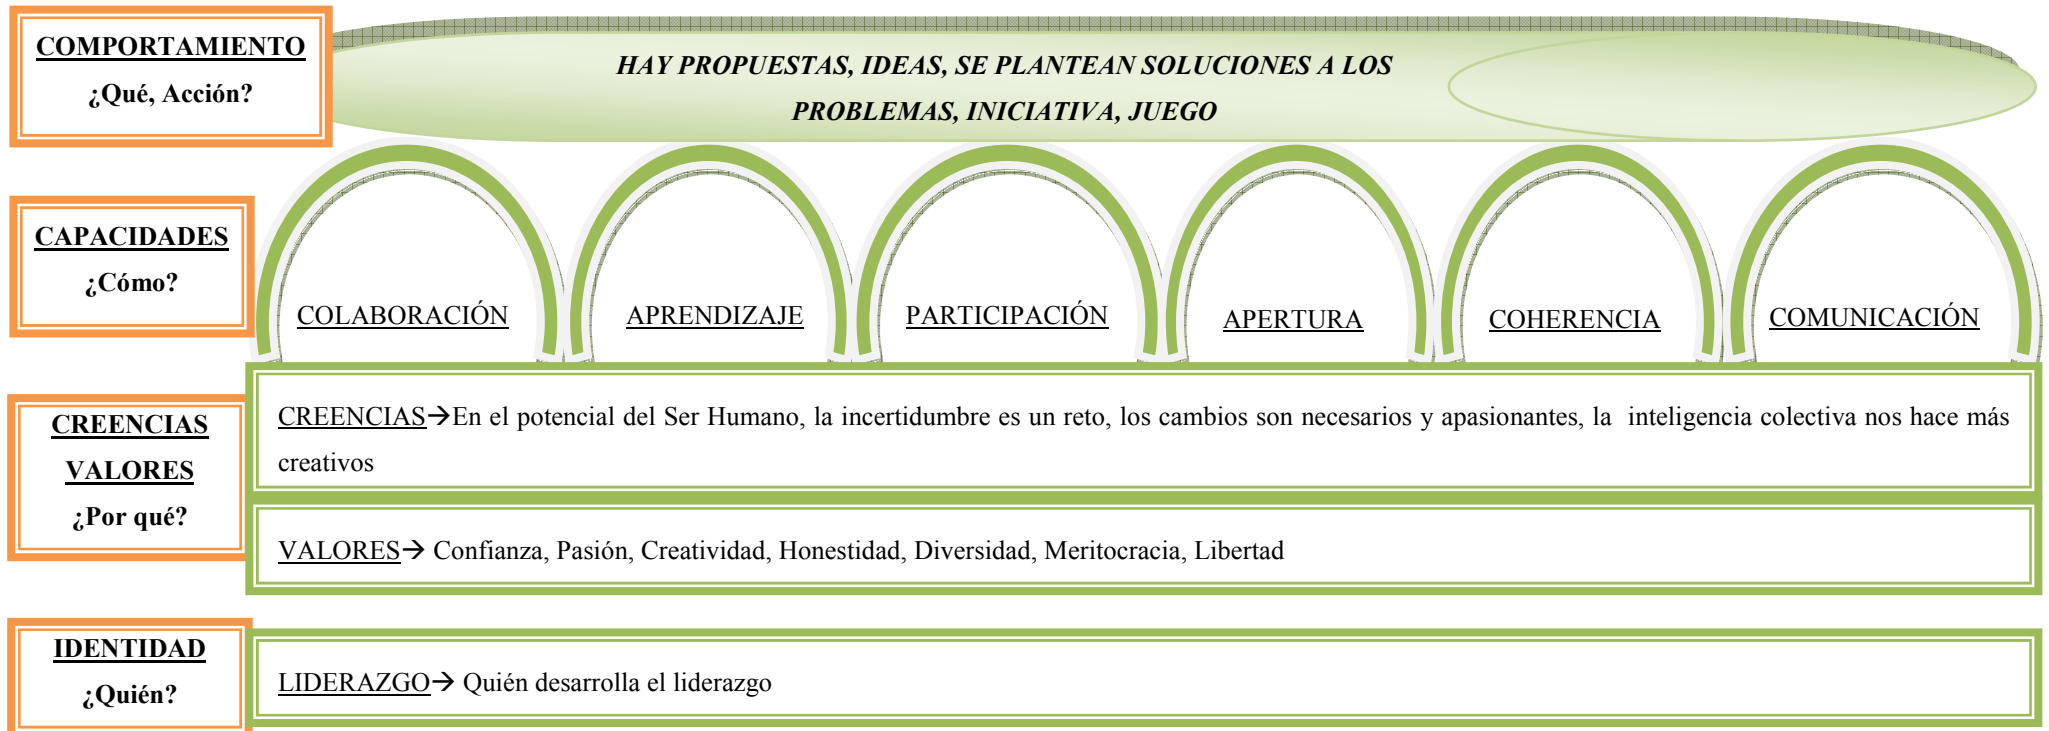 COMPORTAMIENTO
¿Qué, Acción?
HAY PROPUESTAS, IDEAS, SE PLANTEAN SOLUCIONES A LOS
PROBLEMAS, INICIATIVA, JUEGO
CAPACIDADES
¿Cómo?
COLABORACIÓN
APRENDIZAJE
PARTICIPACIÓN
APERTURA
COHERENCIA
COMUNICACIÓN
CREENCIAS
VALORES
¿Por qué?
CREENCIAS→En el potencial del Ser Humano, la incertidumbre es un reto, los cambios son necesarios y apasionantes, la inteligencia colectiva nos hace más
creativos
VALORES→ Confianza, Pasión, Creatividad, Honestidad, Diversidad, Meritocracia, Libertad
IDENTIDAD
¿Quién?
LIDERAZGO→ Quién desarrolla el liderazgo